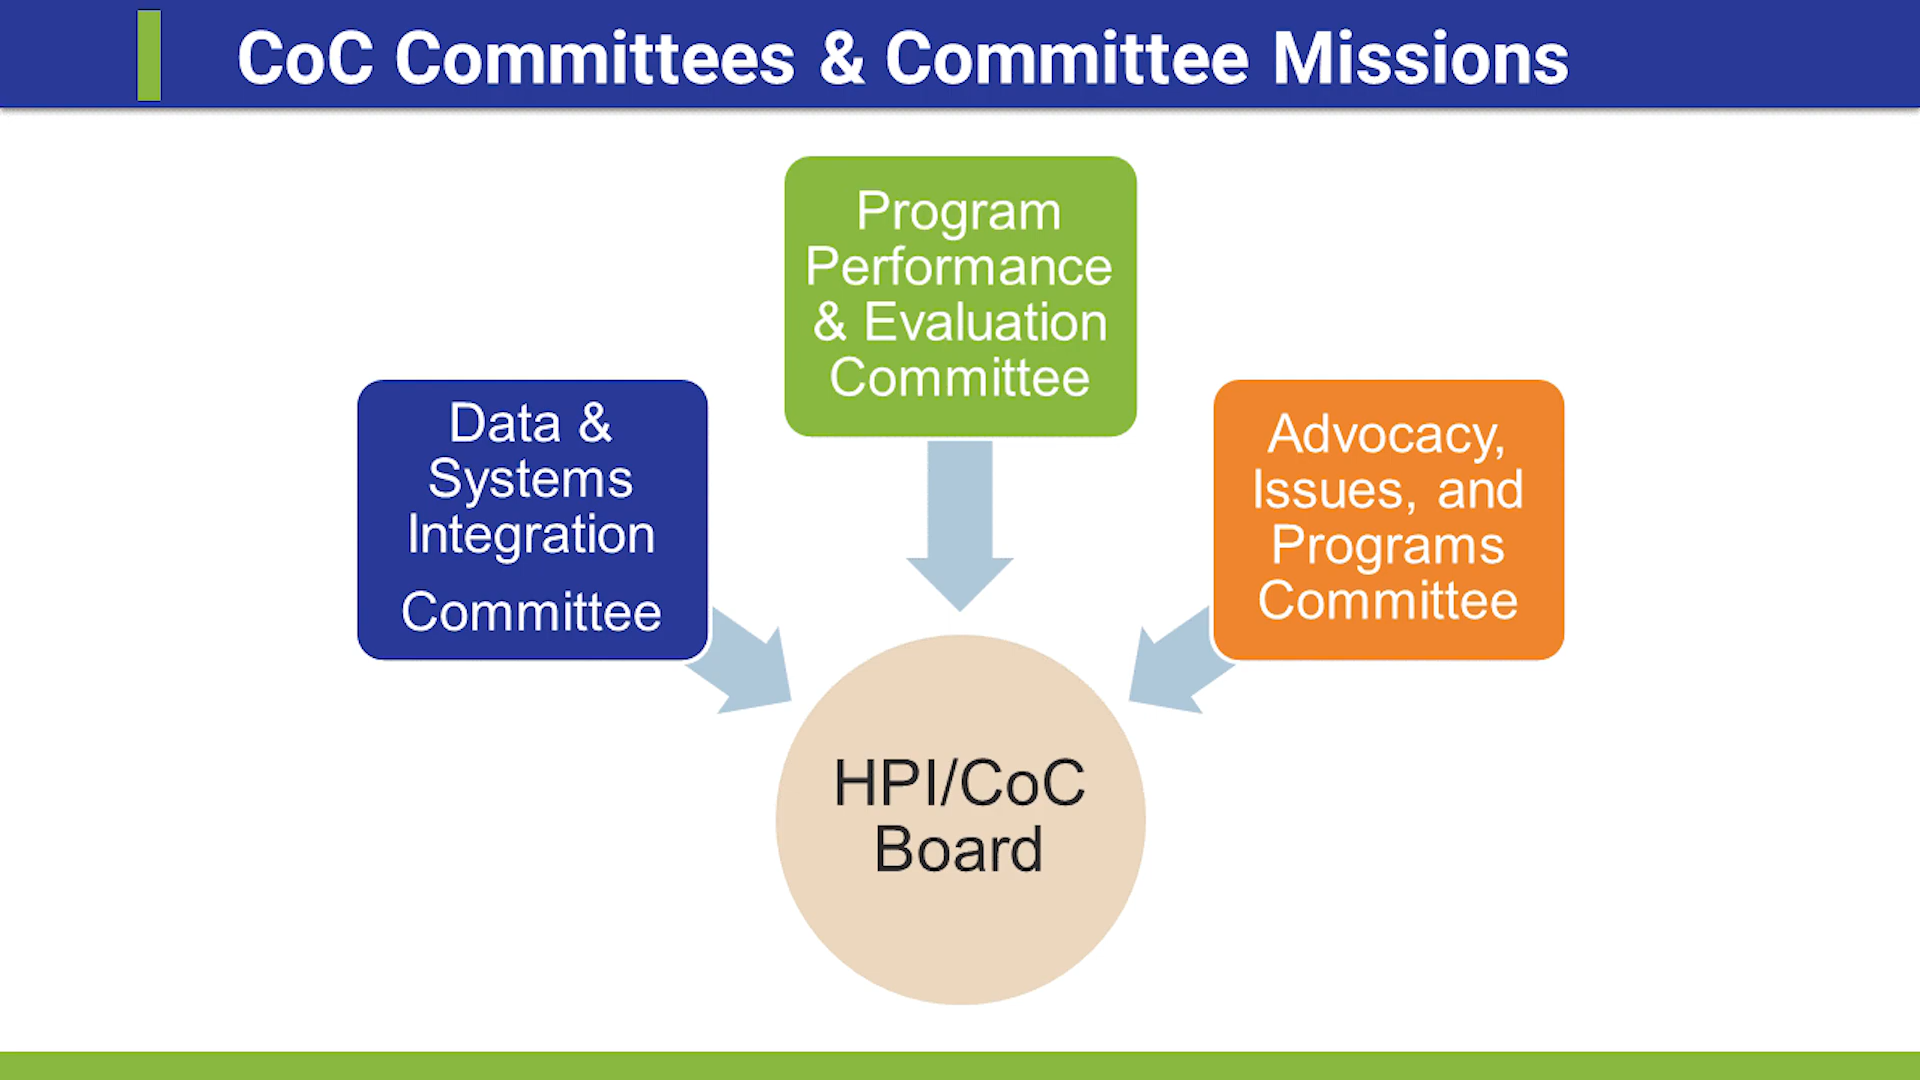 CoC Committees & Committee Missions
Program
Performance
& Evaluation
Committee
Data &
Systems
Integration
Committee
Advocacy,
Issues, and
Programs
Committee
HPI/CoC
Board